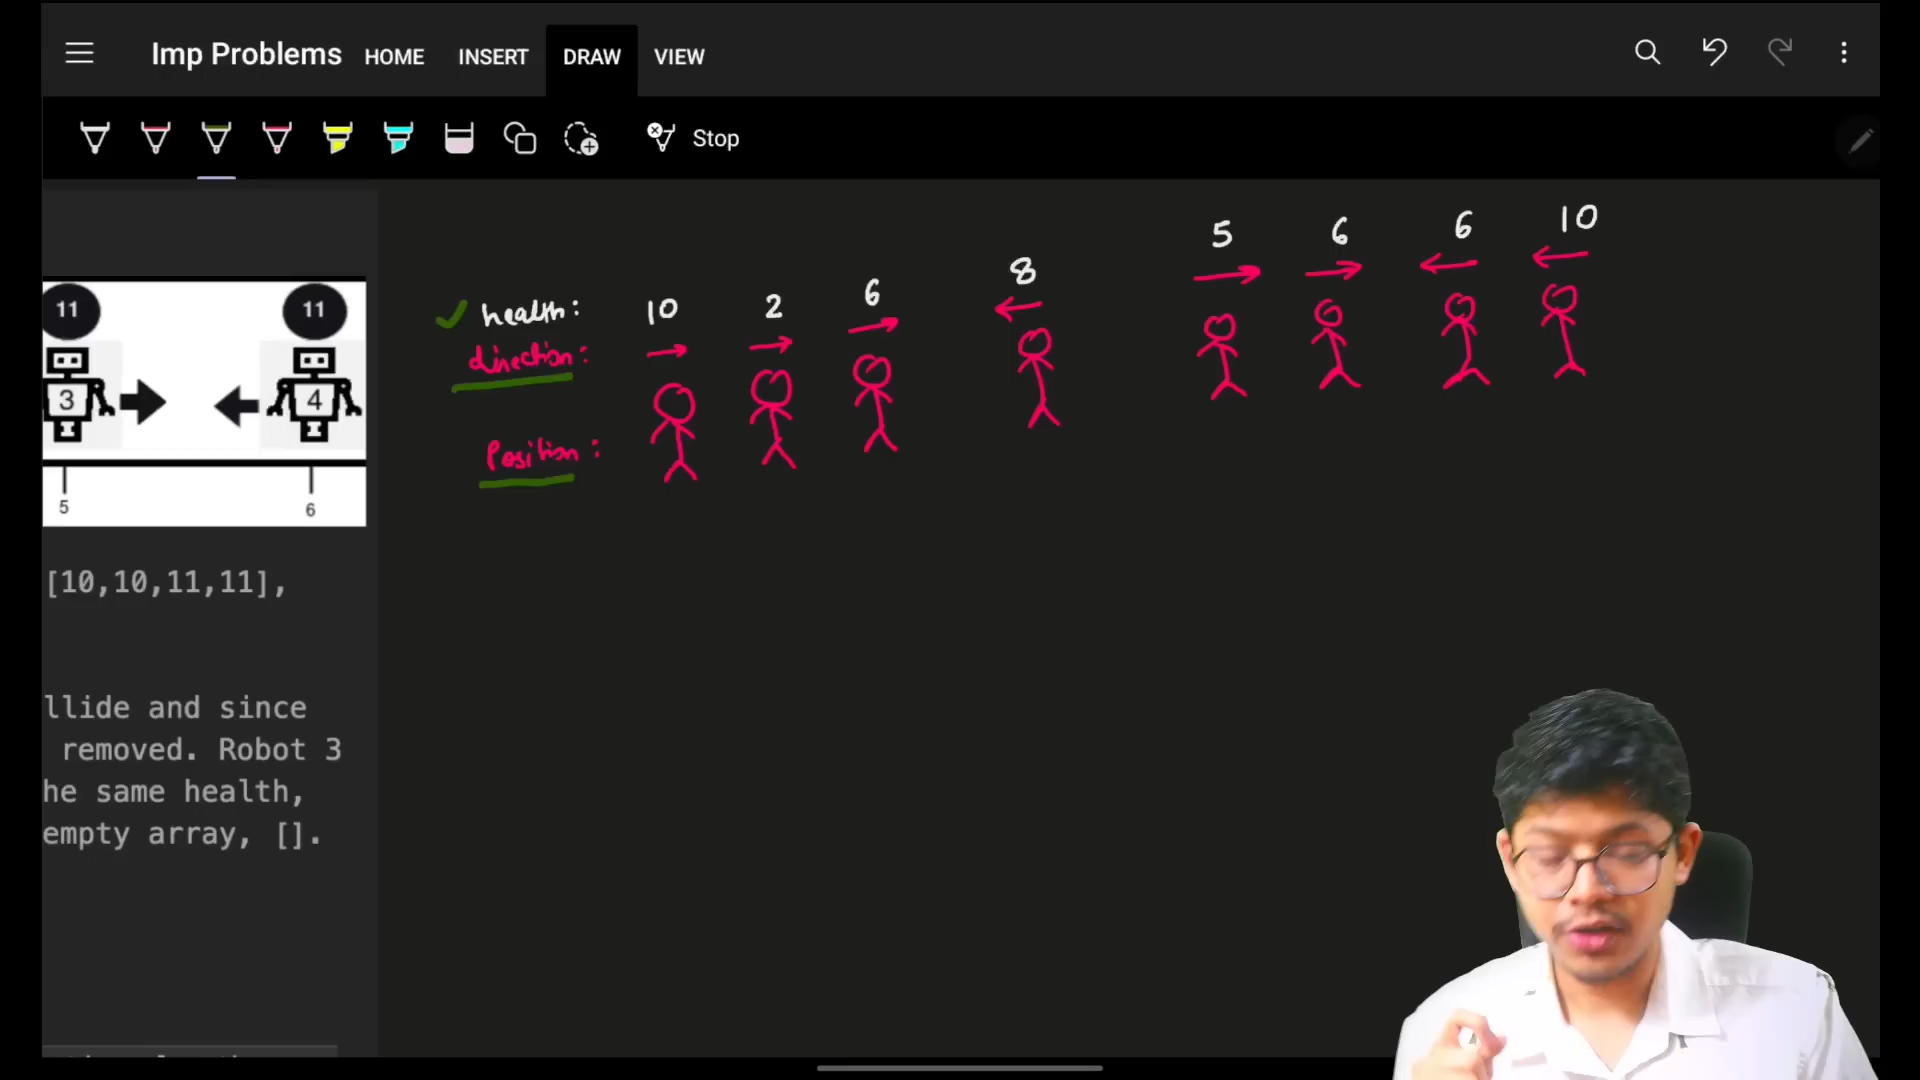 Imp Problems HOME INSERT DRAW VIEW
Stop
11 11
3 4
5 6
[10,10,11,11],
llide and since
removed. Robot 3
he same health,
empty array, [].
health: 10 2 6 8 5 6 6 10
direction: → → → ← → → ← ←
Position: